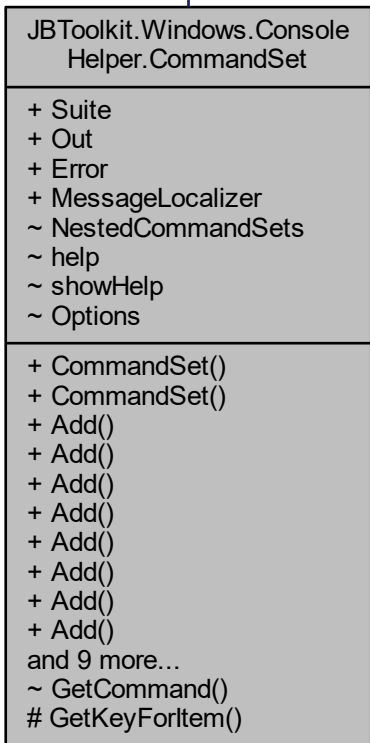 JBToolkit.Windows.Console
Helper.CommandSet
+ Suite
+ Out
+ Error
+ MessageLocalizer
~ NestedCommandSets
~ help
~ showHelp
~ Options
+ CommandSet()
+ CommandSet()
+ Add()
+ Add()
+ Add()
+ Add()
+ Add()
+ Add()
+ Add()
+ Add()
and 9 more...
~ GetCommand()
# GetKeyForItem()